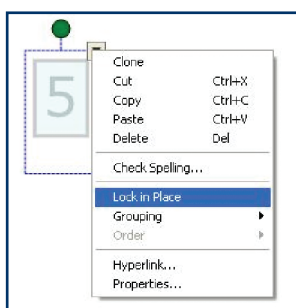 5
Clone
Cut Ctrl+X
Copy Ctrl+C
Paste Ctrl+V
Delete Del
Check Spelling...
Lock in Place
Grouping
Order
Hyperlink...
Properties...